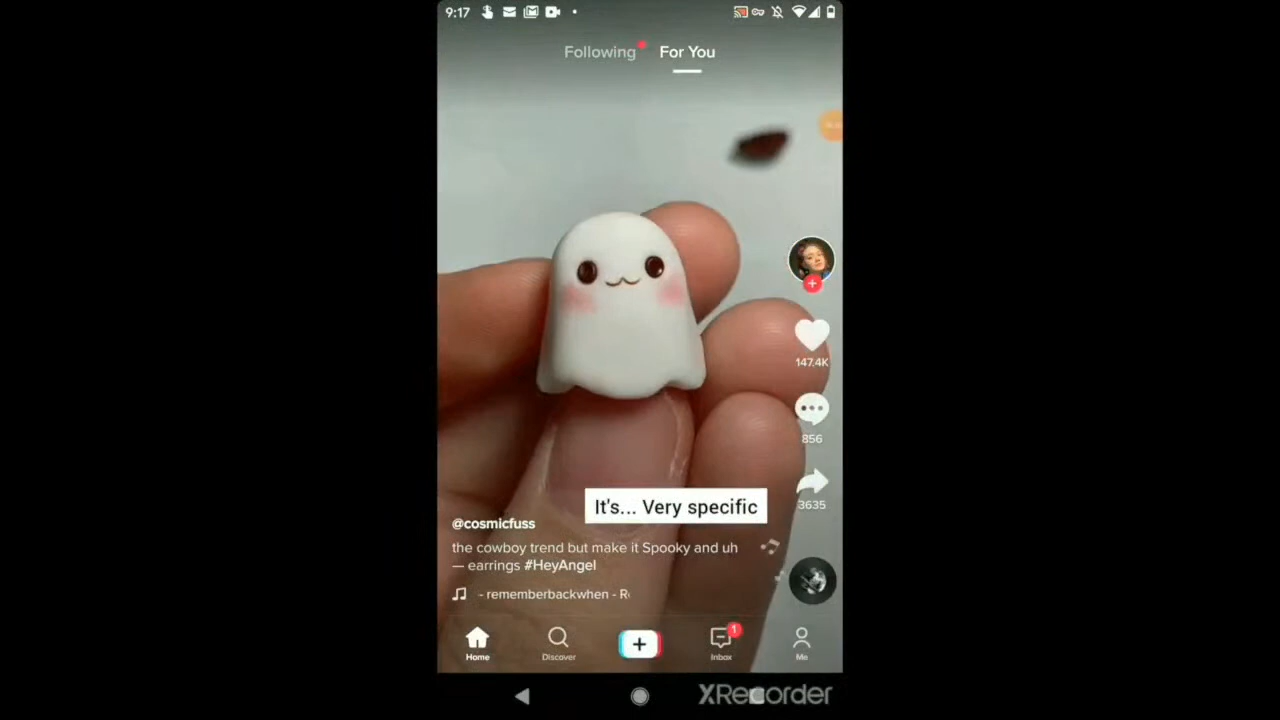 9:17
Following For You
147.4K
856
3635
It's... Very specific
@cosmicfuss
the cowboy trend but make it Spooky and uh
— earrings #HeyAngel
- rememberbackwhen - R
Home Discover Inbox 1 Me
XRecorder